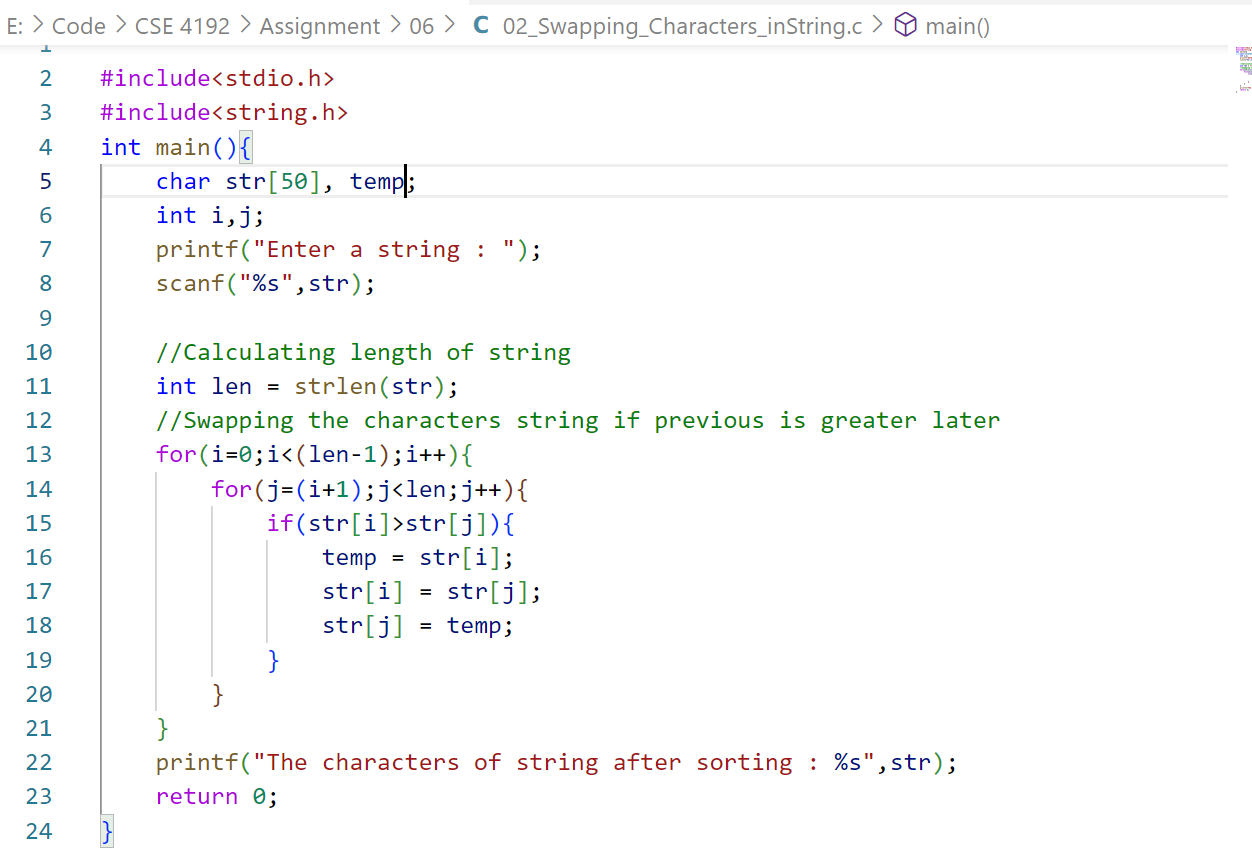 E: > Code > CSE 4192 > Assignment > 06 > C 02_Swapping_Characters_inString.c > main()
1
2 #include<stdio.h>
3 #include<string.h>
4 int main(){
5     char str[50], temp;
6     int i,j;
7     printf("Enter a string : ");
8     scanf("%s",str);
9
10     //Calculating length of string
11     int len = strlen(str);
12     //Swapping the characters string if previous is greater later
13     for(i=0;i<(len-1);i++){
14         for(j=(i+1);j<len;j++){
15             if(str[i]>str[j]){
16                 temp = str[i];
17                 str[i] = str[j];
18                 str[j] = temp;
19             }
20         }
21     }
22     printf("The characters of string after sorting : %s",str);
23     return 0;
24 }